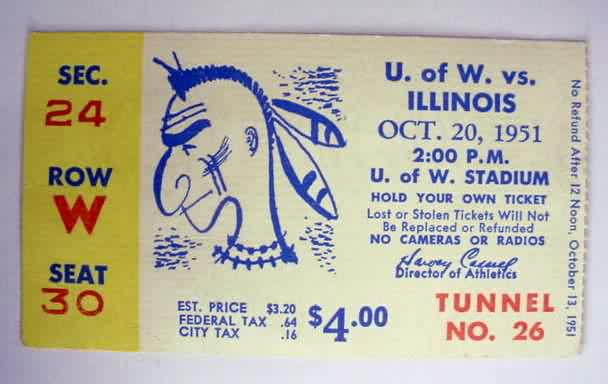 SEC.
24
ROW
W
SEAT
30
U. of W. vs.
ILLINOIS
OCT. 20, 1951
2:00 P.M.
U. of W. STADIUM
HOLD YOUR OWN TICKET
Lost or Stolen Tickets Will Not
Be Replaced or Refunded
NO CAMERAS OR RADIOS
Harvey Cassill
Director of Athletics
EST. PRICE $3.20
FEDERAL TAX .64
CITY TAX .16
$4.00
TUNNEL
NO. 26
No Refund After 12 Noon, October 13, 1951